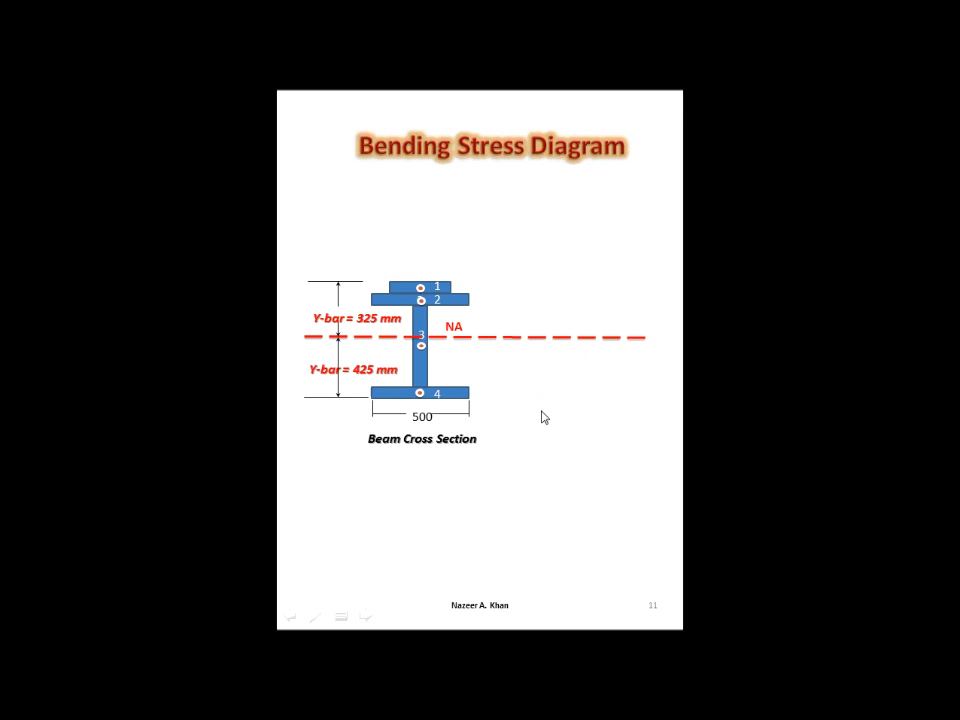 Bending Stress Diagram
1
2
Y-bar = 325 mm
NA
3
Y-bar = 425 mm
4
500
Beam Cross Section
Nazeer A. Khan
11